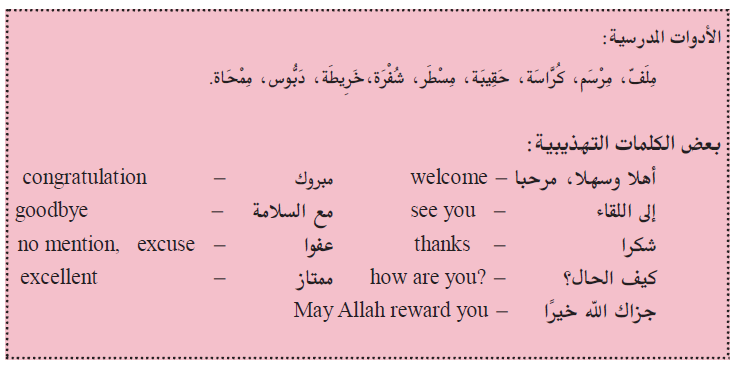 الأدوات المدرسية:
مِلَفّ، مِرْسَم، كُرَّاسَة، حَقِيبَة، مِسْطَر، شُفْرَة،خَرِيطَة، دَبُّوس، مِمْحَاة.
بعض الكلمات التهذيبية:
أهلا وسهلا، مرحبا – welcome مبروك – congratulation
إلى اللقاء – see you مع السلامة – goodbye
شكرا – thanks عفوا – no mention, excuse
كيف الحال؟ – how are you? ممتاز – excellent
جزاك الله خيرًا – May Allah reward you